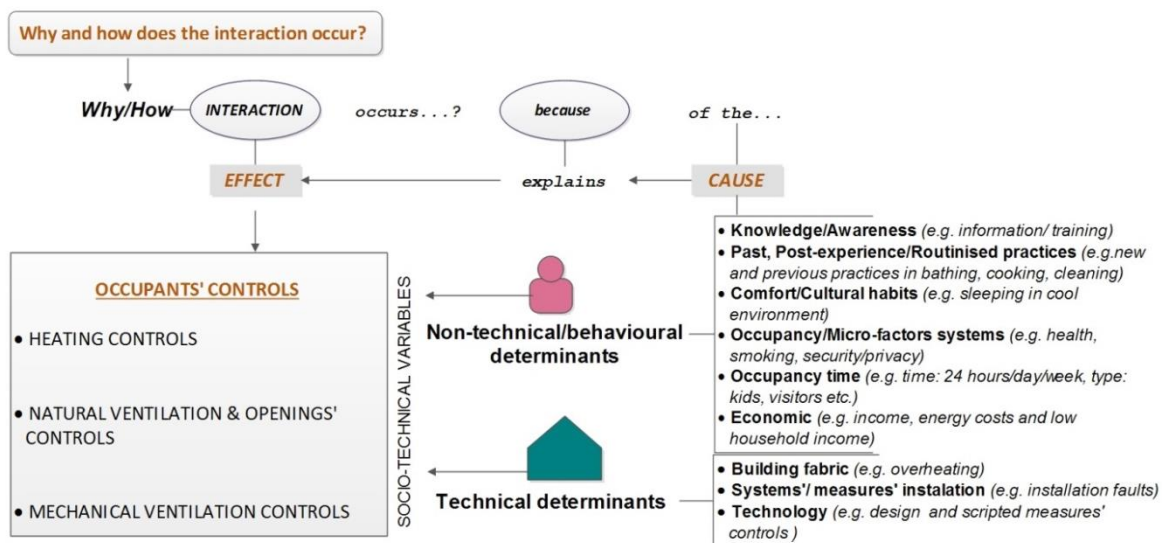 Why and how does the interaction occur?
Why/How
INTERACTION
occurs...?
because
of the...
EFFECT
explains
CAUSE
OCCUPANTS' CONTROLS
• HEATING CONTROLS
• NATURAL VENTILATION & OPENINGS'
CONTROLS
• MECHANICAL VENTILATION CONTROLS
SOCIO-TECHNICAL VARIABLES
Non-technical/behavioural
determinants
Technical determinants
• Knowledge/Awareness (e.g. information/ training)
• Past, Post-experience/Routinised practices (e.g.new
and previous practices in bathing, cooking, cleaning)
• Comfort/Cultural habits (e.g. sleeping in cool
environment)
• Occupancy/Micro-factors systems (e.g. health,
smoking, security/privacy)
• Occupancy time (e.g. time: 24 hours/day/week, type:
kids, visitors etc.)
• Economic (e.g. income, energy costs and low
household income)
• Building fabric (e.g. overheating)
• Systems'/ measures' instalation (e.g. installation faults)
• Technology (e.g. design and scripted measures'
controls )